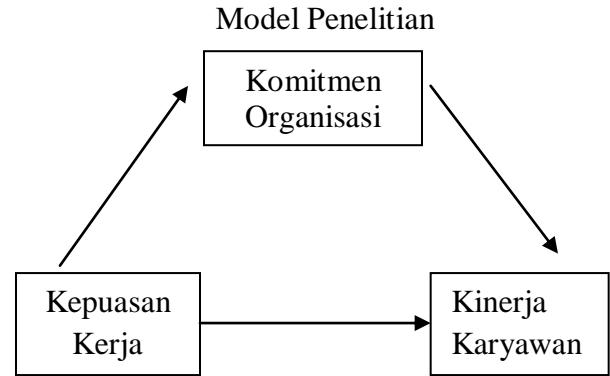 Model Penelitian
Komitmen
Organisasi
Kepuasan
Kerja
Kinerja
Karyawan